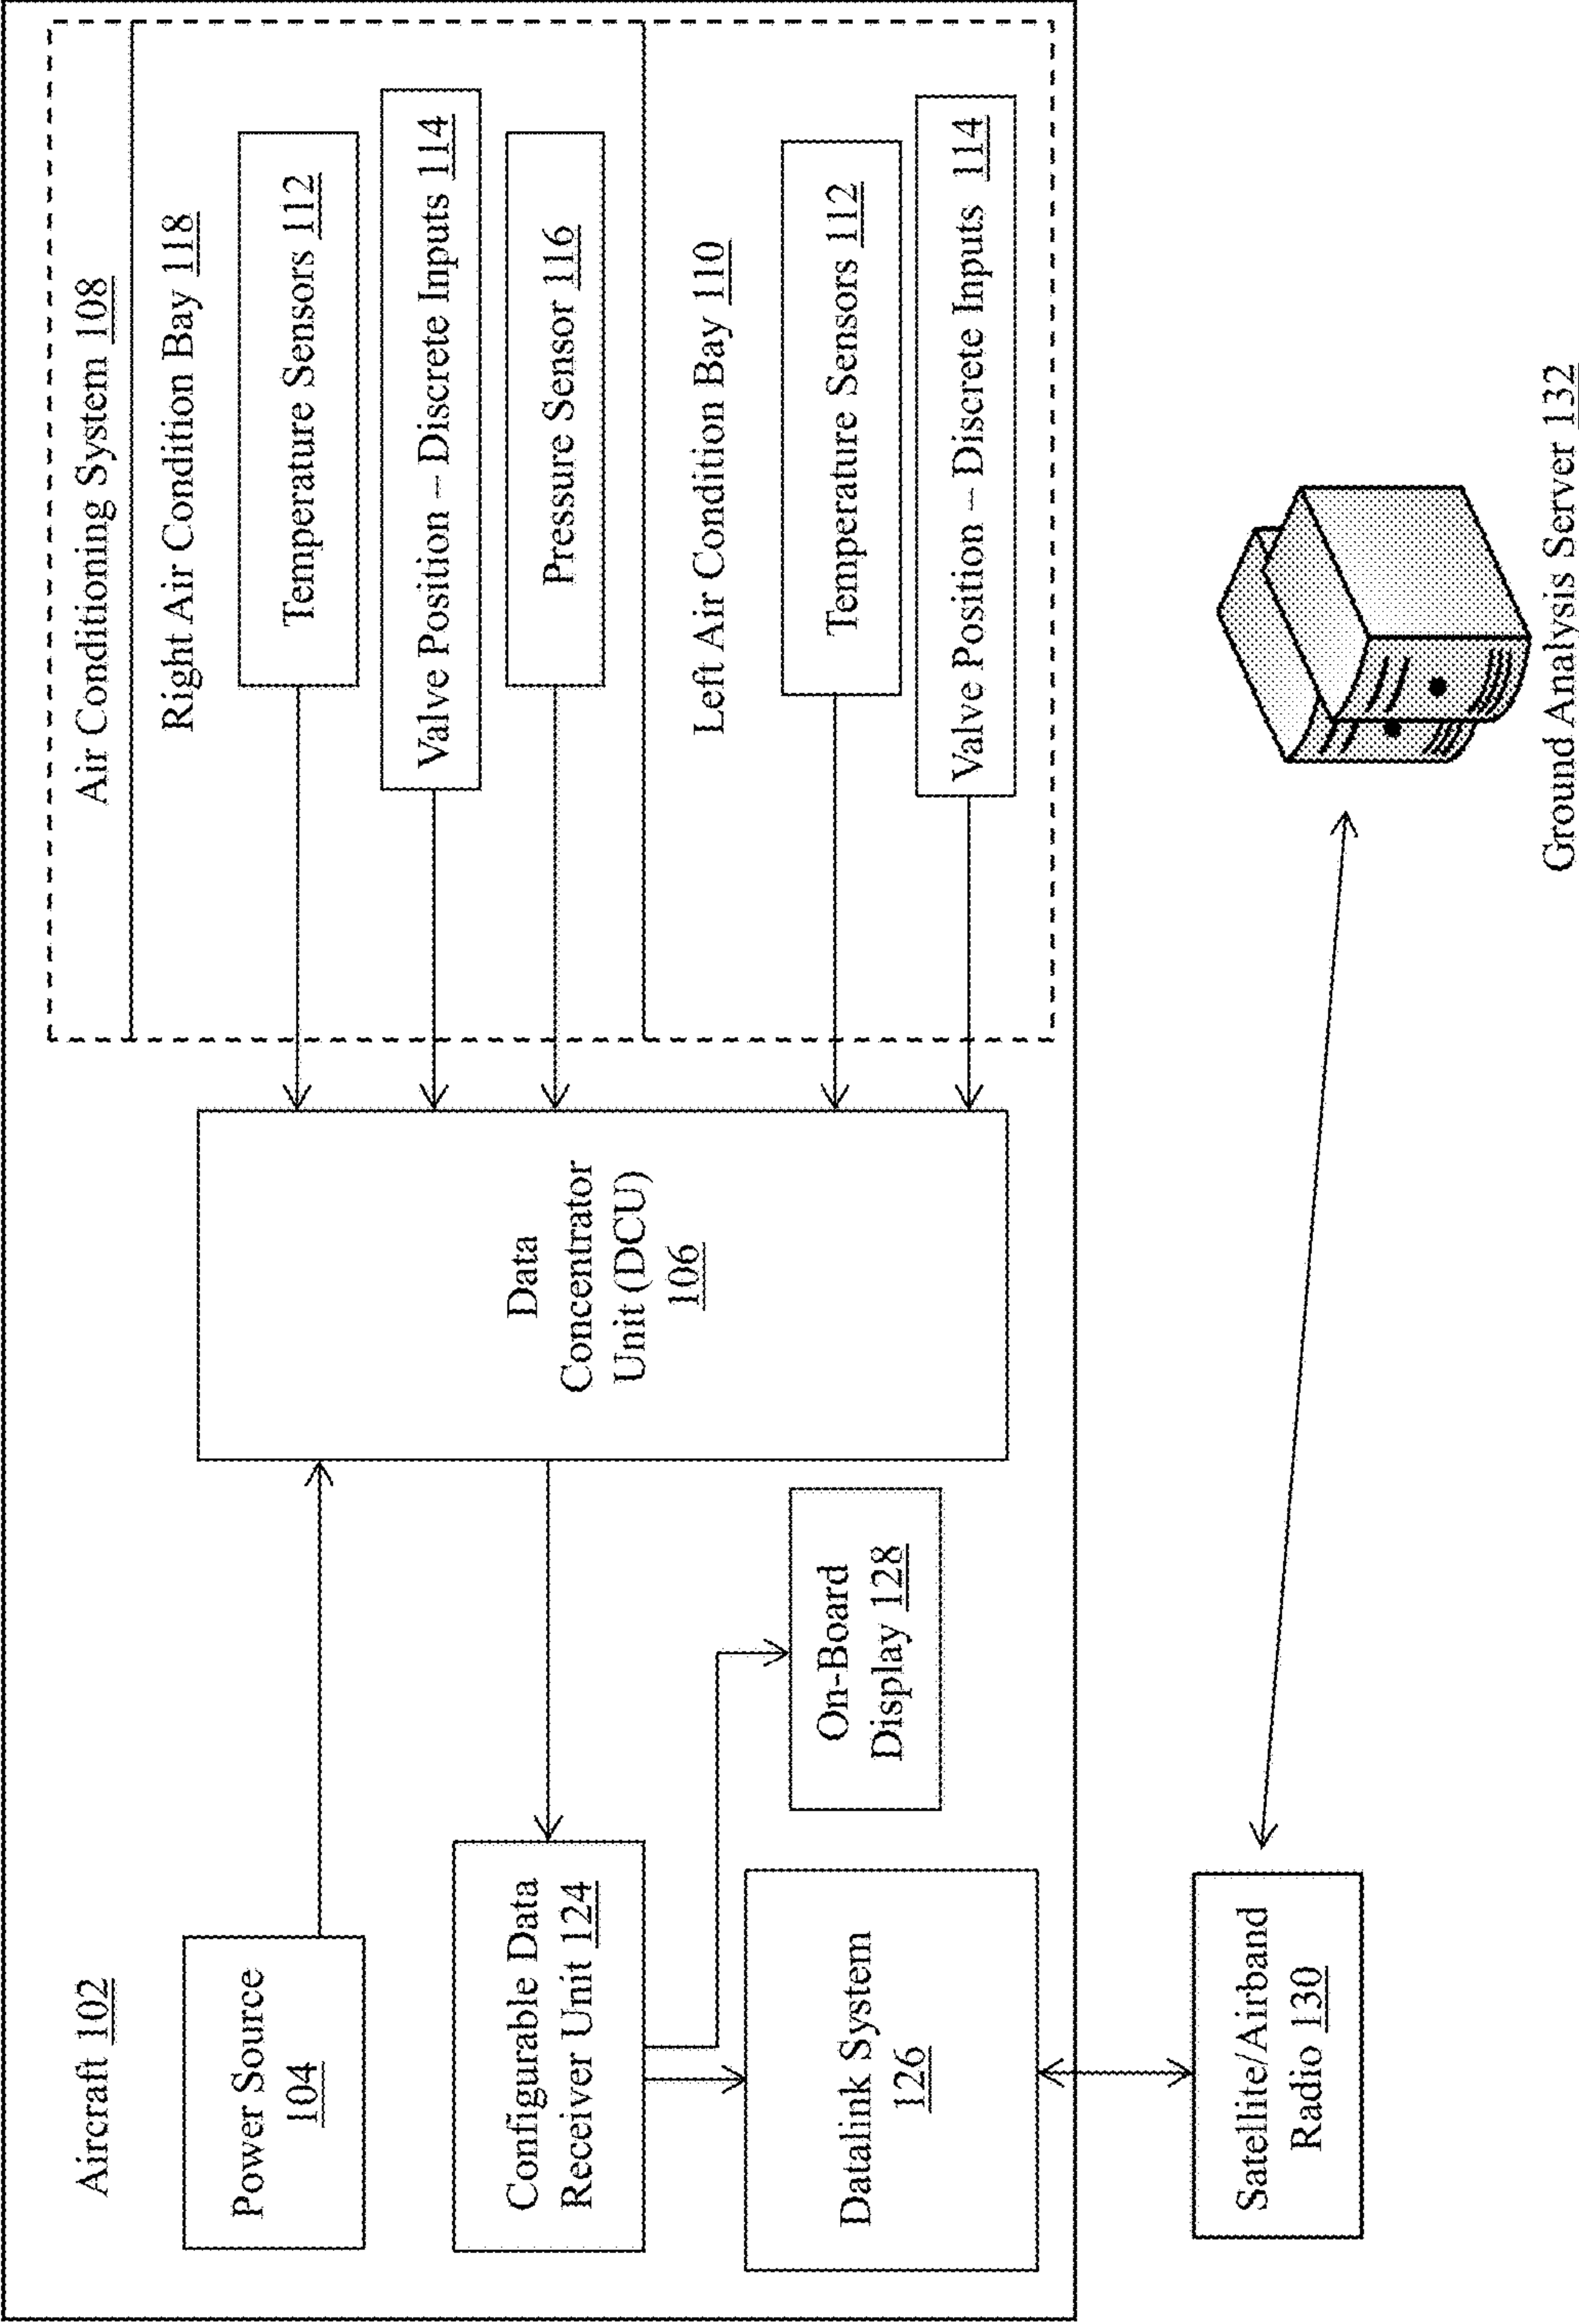 Aircraft 102
Power Source
104
Configurable Data
Receiver Unit 124
Datalink System
126
On-Board
Display 128
Data
Concentrator
Unit (DCU)
106
Air Conditioning System 108
Right Air Condition Bay 118
Temperature Sensors 112
Valve Position – Discrete Inputs 114
Pressure Sensor 116
Left Air Condition Bay 110
Temperature Sensors 112
Valve Position – Discrete Inputs 114
Satellite/Airband
Radio 130
Ground Analysis Server 132